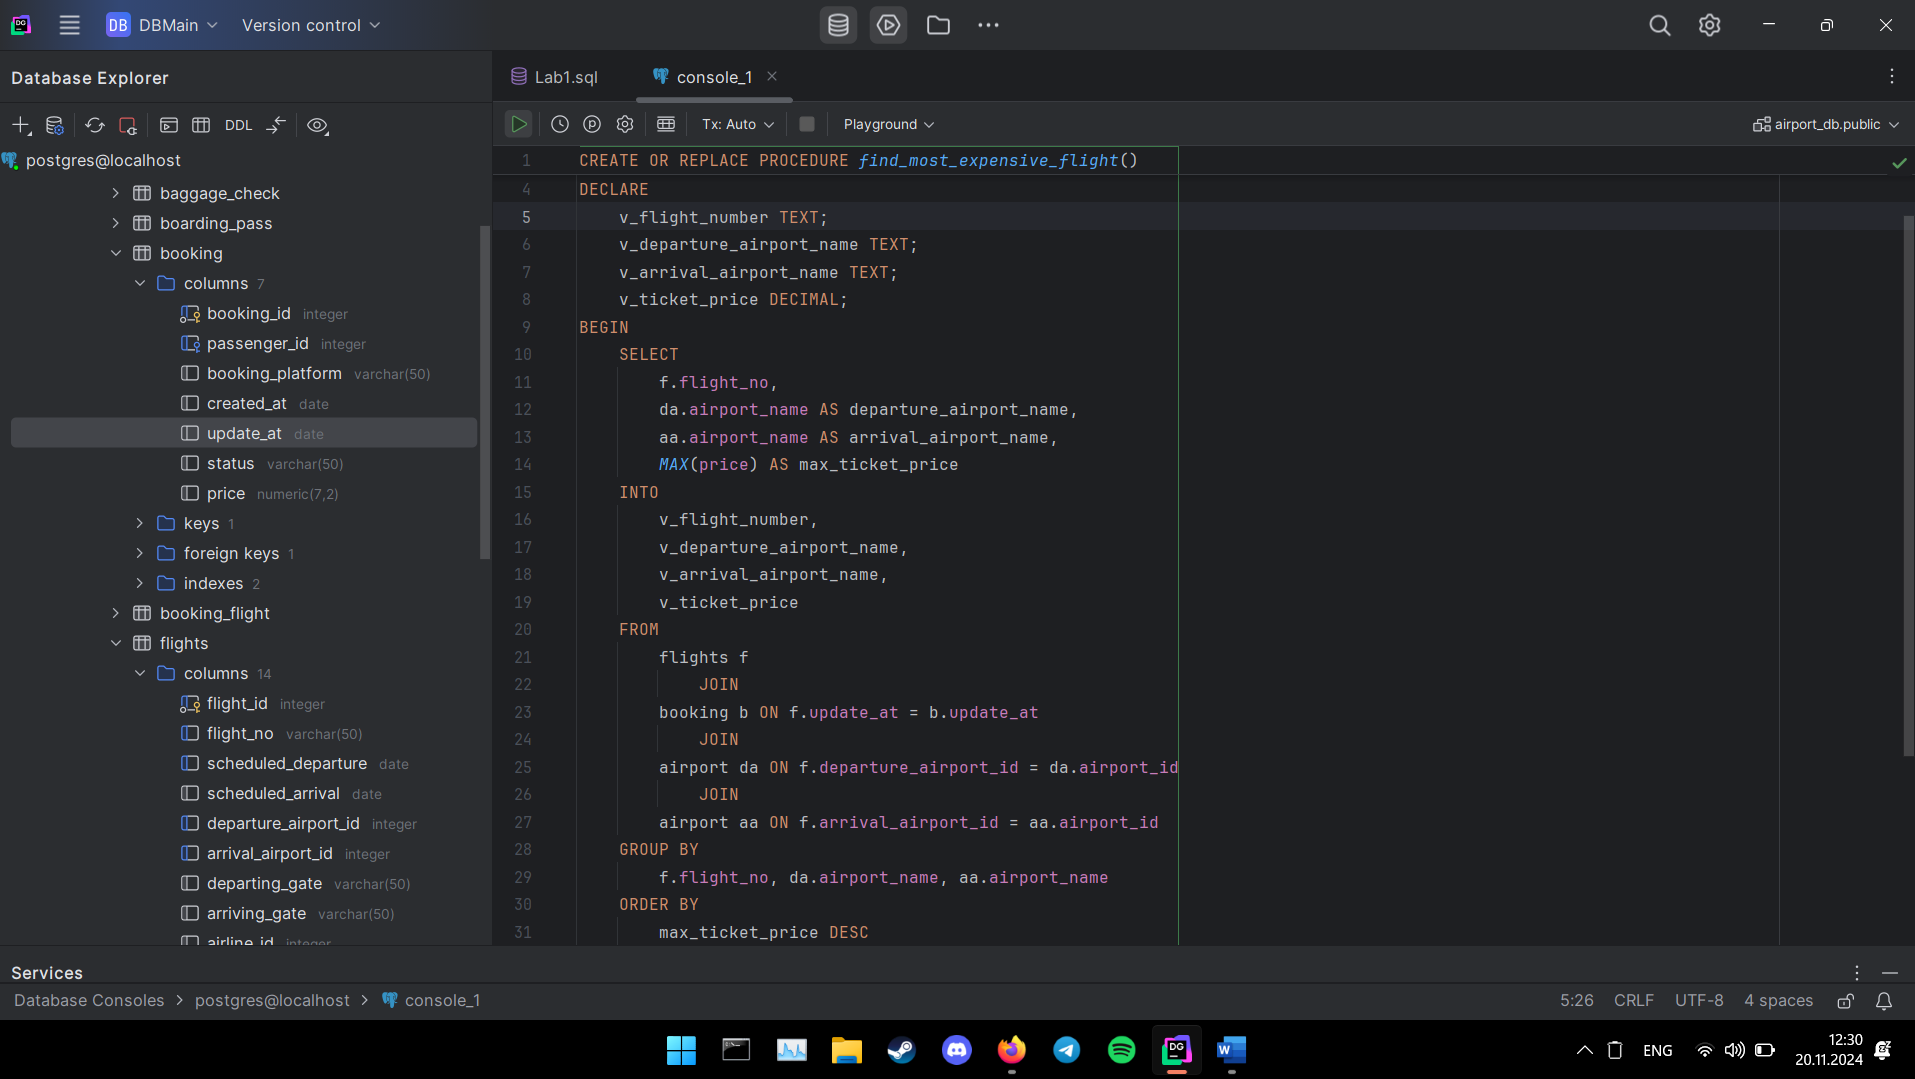 DB DBMain Version control
Database Explorer
Lab1.sql console_1
DDL
Tx: Auto Playground airport_db.public
postgres@localhost
baggage_check
boarding_pass
booking
columns 7
booking_id integer
passenger_id integer
booking_platform varchar(50)
created_at date
update_at date
status varchar(50)
price numeric(7,2)
keys 1
foreign keys 1
indexes 2
booking_flight
flights
columns 14
flight_id integer
flight_no varchar(50)
scheduled_departure date
scheduled_arrival date
departure_airport_id integer
arrival_airport_id integer
departing_gate varchar(50)
arriving_gate varchar(50)
airline_id integer
1 CREATE OR REPLACE PROCEDURE find_most_expensive_flight()
4 DECLARE
5 v_flight_number TEXT;
6 v_departure_airport_name TEXT;
7 v_arrival_airport_name TEXT;
8 v_ticket_price DECIMAL;
9 BEGIN
10 SELECT
11 f.flight_no,
12 da.airport_name AS departure_airport_name,
13 aa.airport_name AS arrival_airport_name,
14 MAX(price) AS max_ticket_price
15 INTO
16 v_flight_number,
17 v_departure_airport_name,
18 v_arrival_airport_name,
19 v_ticket_price
20 FROM
21 flights f
22 JOIN
23 booking b ON f.update_at = b.update_at
24 JOIN
25 airport da ON f.departure_airport_id = da.airport_id
26 JOIN
27 airport aa ON f.arrival_airport_id = aa.airport_id
28 GROUP BY
29 f.flight_no, da.airport_name, aa.airport_name
30 ORDER BY
31 max_ticket_price DESC
Services
Database Consoles > postgres@localhost > console_1
5:26 CRLF UTF-8 4 spaces
DG
ENG
12:30
20.11.2024